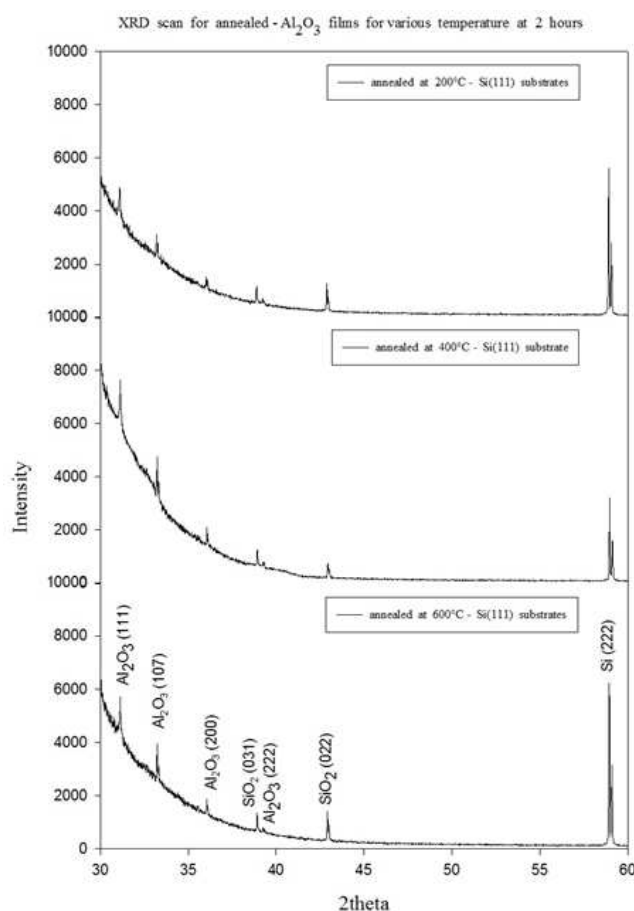 XRD scan for annealed - Al₂O₃ films for various temperature at 2 hours
10000
annealed at 200°C - Si(111) substrates
8000
6000
4000
2000
10000
annealed at 400°C - Si(111) substrate
8000
6000
4000
2000
10000
annealed at 600°C - Si(111) substrates
8000
6000
4000
2000
0
Intensity
Al₂O₃ (111)
Al₂O₃ (107)
Al₂O₃ (200)
SiO₂ (031)
Al₂O₃ (222)
SiO₂ (022)
Si (222)
30 35 40 45 50 55 60
2theta